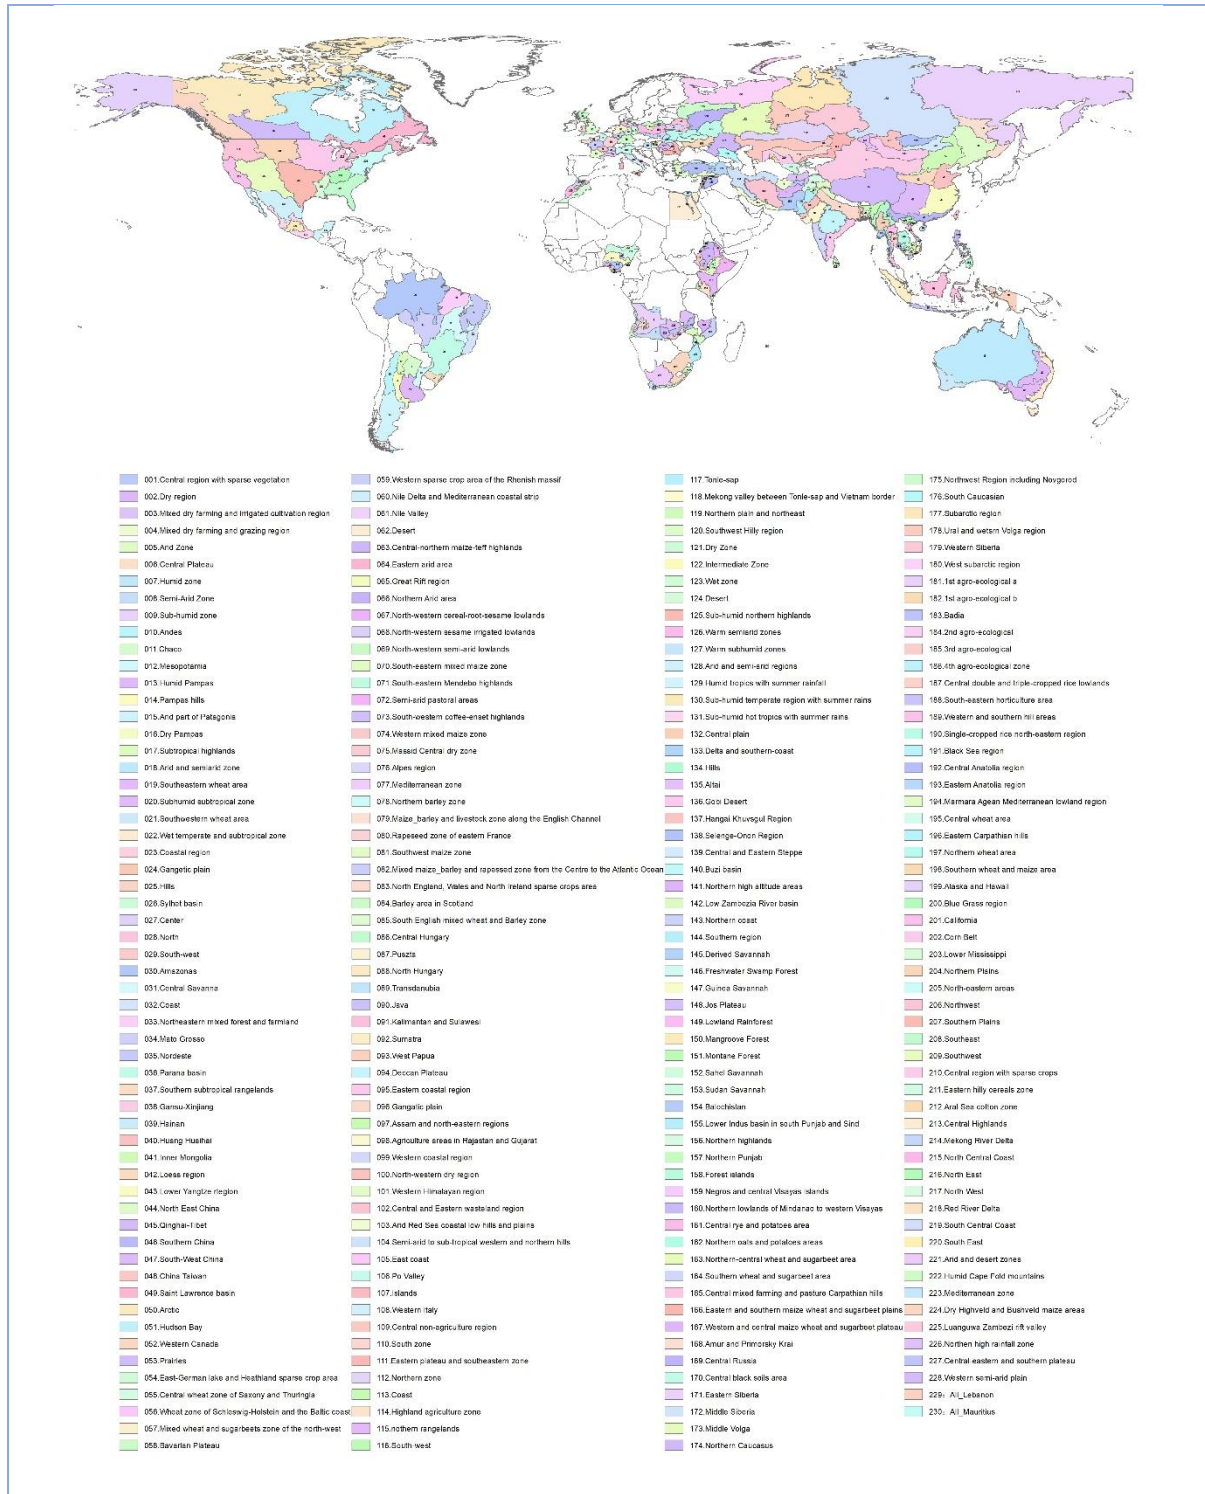 001.Central region with sparse vegetation
002.Dry region
003.Mixed dry farming and irrigated cultivation region
004.Mixed dry farming and grazing region
005.Arid Zone
006.Central Plateau
007.Humid zone
008.Semi-Arid Zone
009.Sub-humid zone
010.Andes
011.Chaco
012.Mesopotamia
013.Humid Pampas
014.Pampas hills
015.Arid part of Patagonia
016.Dry Pampas
017.Subtropical highlands
018.Arid and semiarid zone
019.Southeastern wheat area
020.Subhumid subtropical zone
021.Southwestern wheat area
022.Wet temperate and subtropical zone
023.Coastal region
024.Gangetic plain
025.Hills
026.Sylhet basin
027.Center
028.North
029.South-west
030.Amazonas
031.Central Savanna
032.Coast
033.Northeastern mixed forest and farmland
034.Mato Grosso
035.Nordeste
036.Parana basin
037.Southern subtropical rangelands
038.Gansu-Xinjiang
039.Hainan
040.Huang Huaihai
041.Inner Mongolia
042.Loess region
043.Lower Yangtze rtegion
044.North East China
045.Qinghai-Tibet
046.Southern China
047.South-West China
048.China Taiwan
049.Saint Lawrence basin
050.Arctic
051.Hudson Bay
052.Western Canada
053.Prairies
054.East-German lake and Heathland sparse crop area
055.Central wheat zone of Saxony and Thuringia
056.Wheat zone of Schleswig-Holstein and the Baltic coast
057.Mixed wheat and sugarbeets zone of the north-west
058.Bavarian Plateau
059.Western sparse crop area of the Rhenish massif
060.Nile Delta and Mediterranean coastal strip
061.Nile Valley
062.Desert
063.Central-northern maize-teff highlands
064.Eastern arid area
065.Great Rift region
066.Northern Arid area
067.North-western cereal-root-sesame lowlands
068.North-western sesame irrigated lowlands
069.North-western semi-arid lowlands
070.South-eastern mixed maize zone
071.South-eastern Mendebo highlands
072.Semi-arid pastoral areas
073.South-western coffee-enset highlands
074.Western mixed maize zone
075.Massid Central dry zone
076.Alpes region
077.Mediterranean zone
078.Northern barley zone
079.Maize_barley and livestock zone along the English Channel
080.Rapeseed zone of eastern France
081.Southwest maize zone
082.Mixed maize_barley and rapessed zone from the Centre to the Atlantic Ocean
083.North England, Wales and North Ireland sparse crops area
084.Barley area in Scotland
085.South English mixed wheat and Barley zone
086.Central Hungary
087.Puszta
088.North Hungary
089.Transdanubia
090.Java
091.Kalimantan and Sulawesi
092.Sumatra
093.West Papua
094.Deccan Plateau
095.Eastern coastal region
096.Gangatic plain
097.Assam and north-eastern regions
098.Agriculture areas in Rajastan and Gujarat
099.Western coastal region
100.North-western dry region
101.Western Himalayan region
102.Central and Eastern wasteland region
103.Arid Red Sea coastal low hills and plains
104.Semi-arid to sub-tropical western and northern hills
105.East coast
106.Po Valley
107.Islands
108.Western Italy
109.Central non-agriculture region
110.South zone
111.Eastern plateau and southeastern zone
112.Northern zone
113.Coast
114.Highland agriculture zone
115.nothern rangelands
116.South-west
117.Tonle-sap
118.Mekong valley between Tonle-sap and Vietnam border
119.Northern plain and northeast
120.Southwest Hilly region
121.Dry Zone
122.Intermediate Zone
123.Wet zone
124.Desert
125.Sub-humid northern highlands
126.Warm semiarid zones
127.Warm subhumid zones
128.Arid and semi-arid regions
129.Humid tropics with summer rainfall
130.Sub-humid temperate region with summer rains
131.Sub-humid hot tropics with summer rains
132.Central plain
133.Delta and southern-coast
134.Hills
135.Altai
136.Gobi Desert
137.Hangai Khuvsgul Region
138.Selenge-Onon Region
139.Central and Eastern Steppe
140.Buzi basin
141.Northern high altitude areas
142.Low Zambezia River basin
143.Northern coast
144.Southern region
145.Derived Savannah
146.Freshwater Swamp Forest
147.Guinea Savannah
148.Jos Plateau
149.Lowland Rainforest
150.Mangroove Forest
151.Montane Forest
152.Sahel Savannah
153.Sudan Savannah
154.Balochistan
155.Lower Indus basin in south Punjab and Sind
156.Northern highlands
157.Northern Punjab
158.Forest islands
159.Negros and central Visayas Islands
160.Northern lowlands of Mindanao to western Visayas
161.Central rye and potatoes area
162.Northern oats and potatoes areas
163.Northern-central wheat and sugarbeet area
164.Southern wheat and sugarbeet area
165.Central mixed farming and pasture Carpathian hills
166.Eastern and southern maize wheat and sugarbeet plains
167.Western and central maize wheat and sugarbeet plateau
168.Amur and Primorsky Krai
169.Central Russia
170.Central black soils area
171.Eastern Siberia
172.Middle Siberia
173.Middle Volga
174.Northern Caucasus
175.Northwest Region including Novgorod
176.South Caucasian
177.Subarctic region
178.Ural and wetsrn Volga region
179.Western Siberia
180.West subarctic region
181.1st agro-ecological a
182.1st agro-ecological b
183.Badia
184.2nd agro-ecological
185.3rd agro-ecological
186.4th agro-ecological zone
187.Central double and triple-cropped rice lowlands
188.South-eastern horticulture area
189.Western and southern hill areas
190.Single-cropped rice north-eastern region
191.Black Sea region
192.Central Anatolia region
193.Eastern Anatolia region
194.Marmara Agean Mediterranean lowland region
195.Central wheat area
196.Eastern Carpathian hills
197.Northern wheat area
198.Southern wheat and maize area
199.Alaska and Hawaii
200.Blue Grass region
201.California
202.Corn Belt
203.Lower Mississippi
204.Northern Plains
205.North-eastern areas
206.Northwest
207.Southern Plains
208.Southeast
209.Southwest
210.Central region with sparse crops
211.Eastern hilly cereals zone
212.Aral Sea cotton zone
213.Central Highlands
214.Mekong River Delta
215.North Central Coast
216.North East
217.North West
218.Red River Delta
219.South Central Coast
220.South East
221.Arid and desert zones
222.Humid Cape Fold mountains
223.Mediterranean zone
224.Dry Highveld and Bushveld maize areas
225.Luanguwa Zambezi rift valley
226.Northen high rainfall zone
227.Central-eastern and southern plateau
228.Western semi-arid plain
229：All_Lebanon
230：All_Mauritius